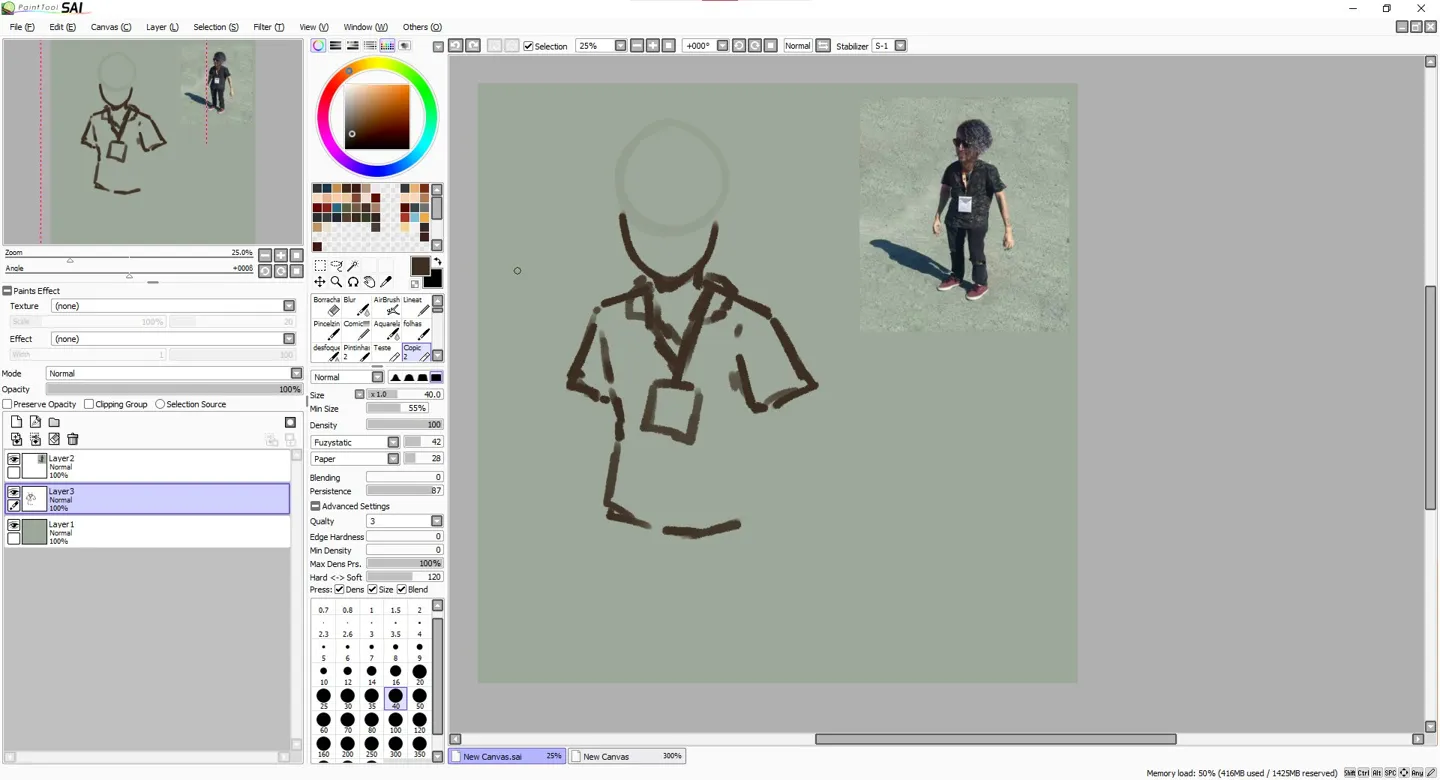 PaintTool SAI
File (F) Edit (E) Canvas (C) Layer (L) Selection (S) Filter (T) View (V) Window (W) Others (O)
Selection 25% +000° Normal Stabilizer S-1
Zoom 25.0%
Angle +0008
Paints Effect
Texture (none)
Scale 100% 20
Effect (none)
Width 1 100
Mode Normal
Opacity 100%
Preserve Opacity Clipping Group Selection Source
Layer2
Normal
100%
Layer3
Normal
100%
Layer1
Normal
100%
Borracha Blur AirBrush Lineat
Pincelzin Comic Aquarela folhas
desfoque Pintinhas 2 Teste Copic 2
Normal
Size x 1.0 40.0
Min Size 55%
Density 100
Fuzystatic 42
Paper 28
Blending 0
Persistence 87
Advanced Settings
Quality 3
Edge Hardness 0
Min Density 0
Max Dens Prs. 100%
Hard <-> Soft 120
Press: Dens Size Blend
0.7 0.8 1 1.5 2
2.3 2.6 3 3.5 4
5 6 7 8 9
10 12 14 16 20
25 30 35 40 50
60 70 80 100 120
160 200 250 300 350
New Canvas.sai 25% New Canvas 300%
Memory load: 50% (416MB used / 1425MB reserved) Shift Ctrl Alt SPC Any